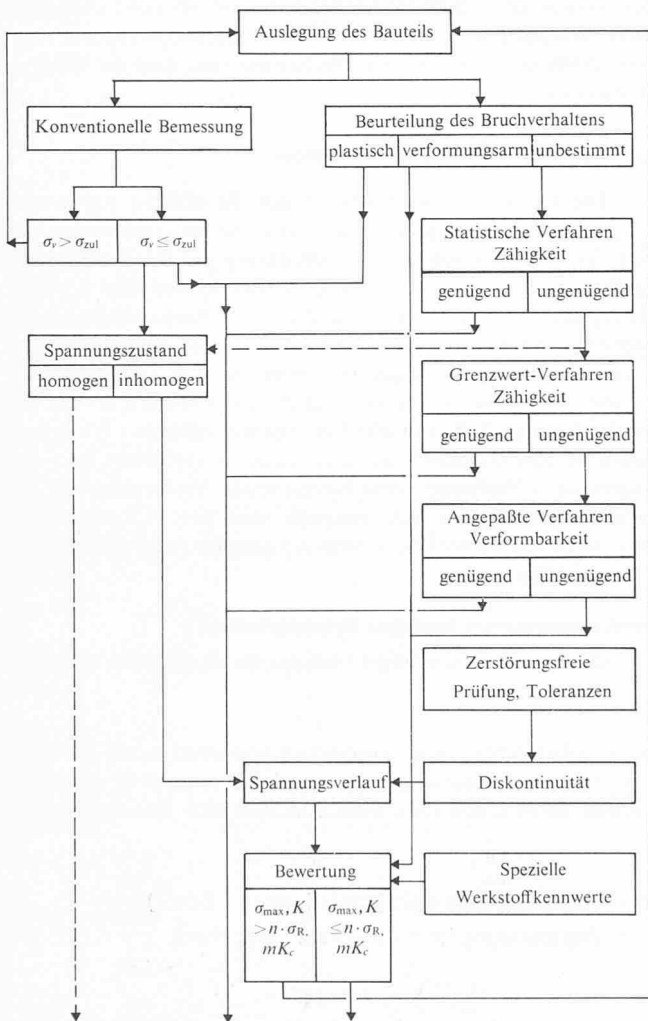 Auslegung des Bauteils
Konventionelle Bemessung
Beurteilung des Bruchverhaltens
plastisch verformungsarm unbestimmt
σv > σzul σv ≤ σzul
Statistische Verfahren
Zähigkeit
genügend ungenügend
Spannungszustand
homogen inhomogen
Grenzwert-Verfahren
Zähigkeit
genügend ungenügend
Angepaßte Verfahren
Verformbarkeit
genügend ungenügend
Zerstörungsfreie
Prüfung, Toleranzen
Spannungsverlauf
Diskontinuität
Bewertung
σmax, K σmax, K
>n · σR, ≤n · σR,
mKc mKc
Spezielle
Werkstoffkennwerte